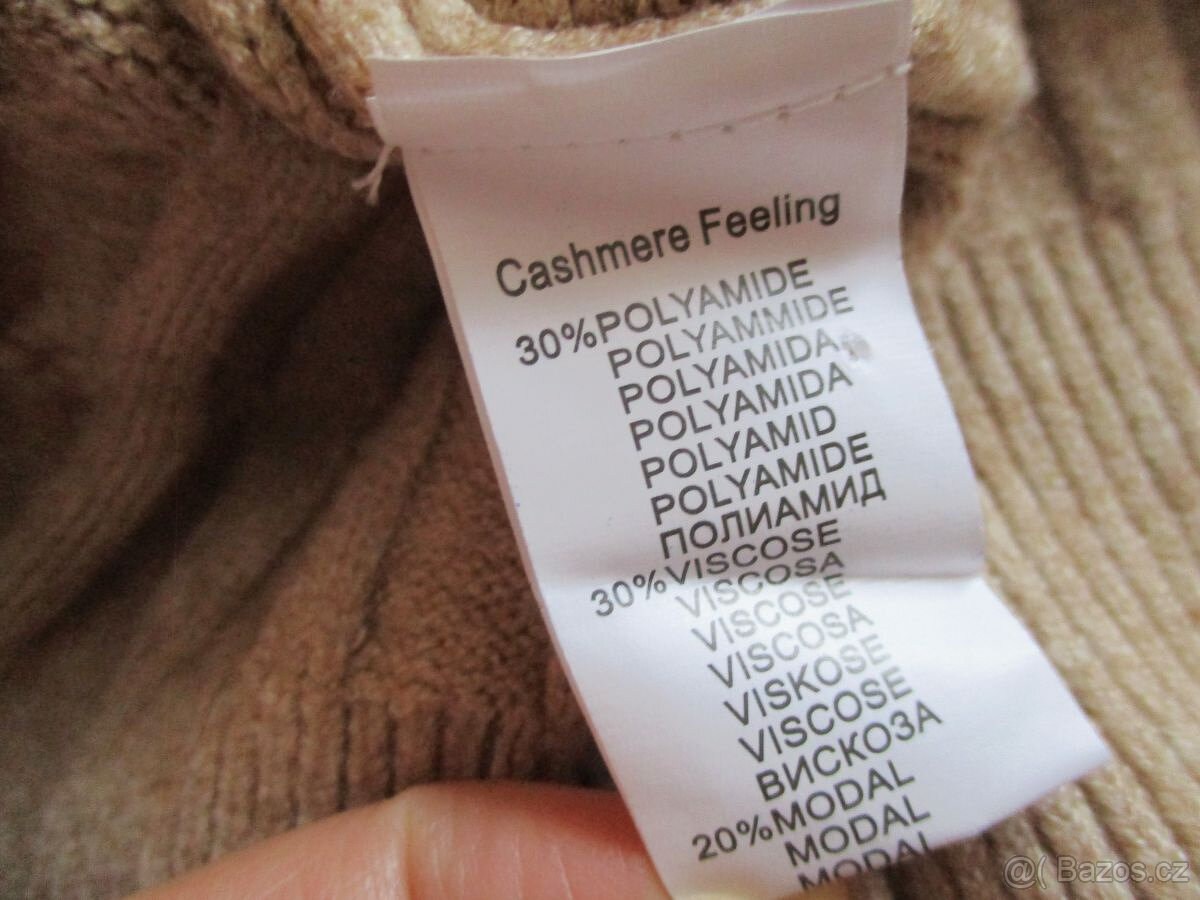 Cashmere Feeling
30%POLYAMIDE
POLYAMMIDE
POLYAMIDA
POLYAMIDA
POLYAMID
POLYAMIDE
ПОЛИАМИД
30%VISCOSE
VISCOSA
VISCOSE
VISCOSA
VISKOSE
VISCOSE
ВИСКОЗА
20%MODAL
MODAL
MODAL
@( Bazos.cz